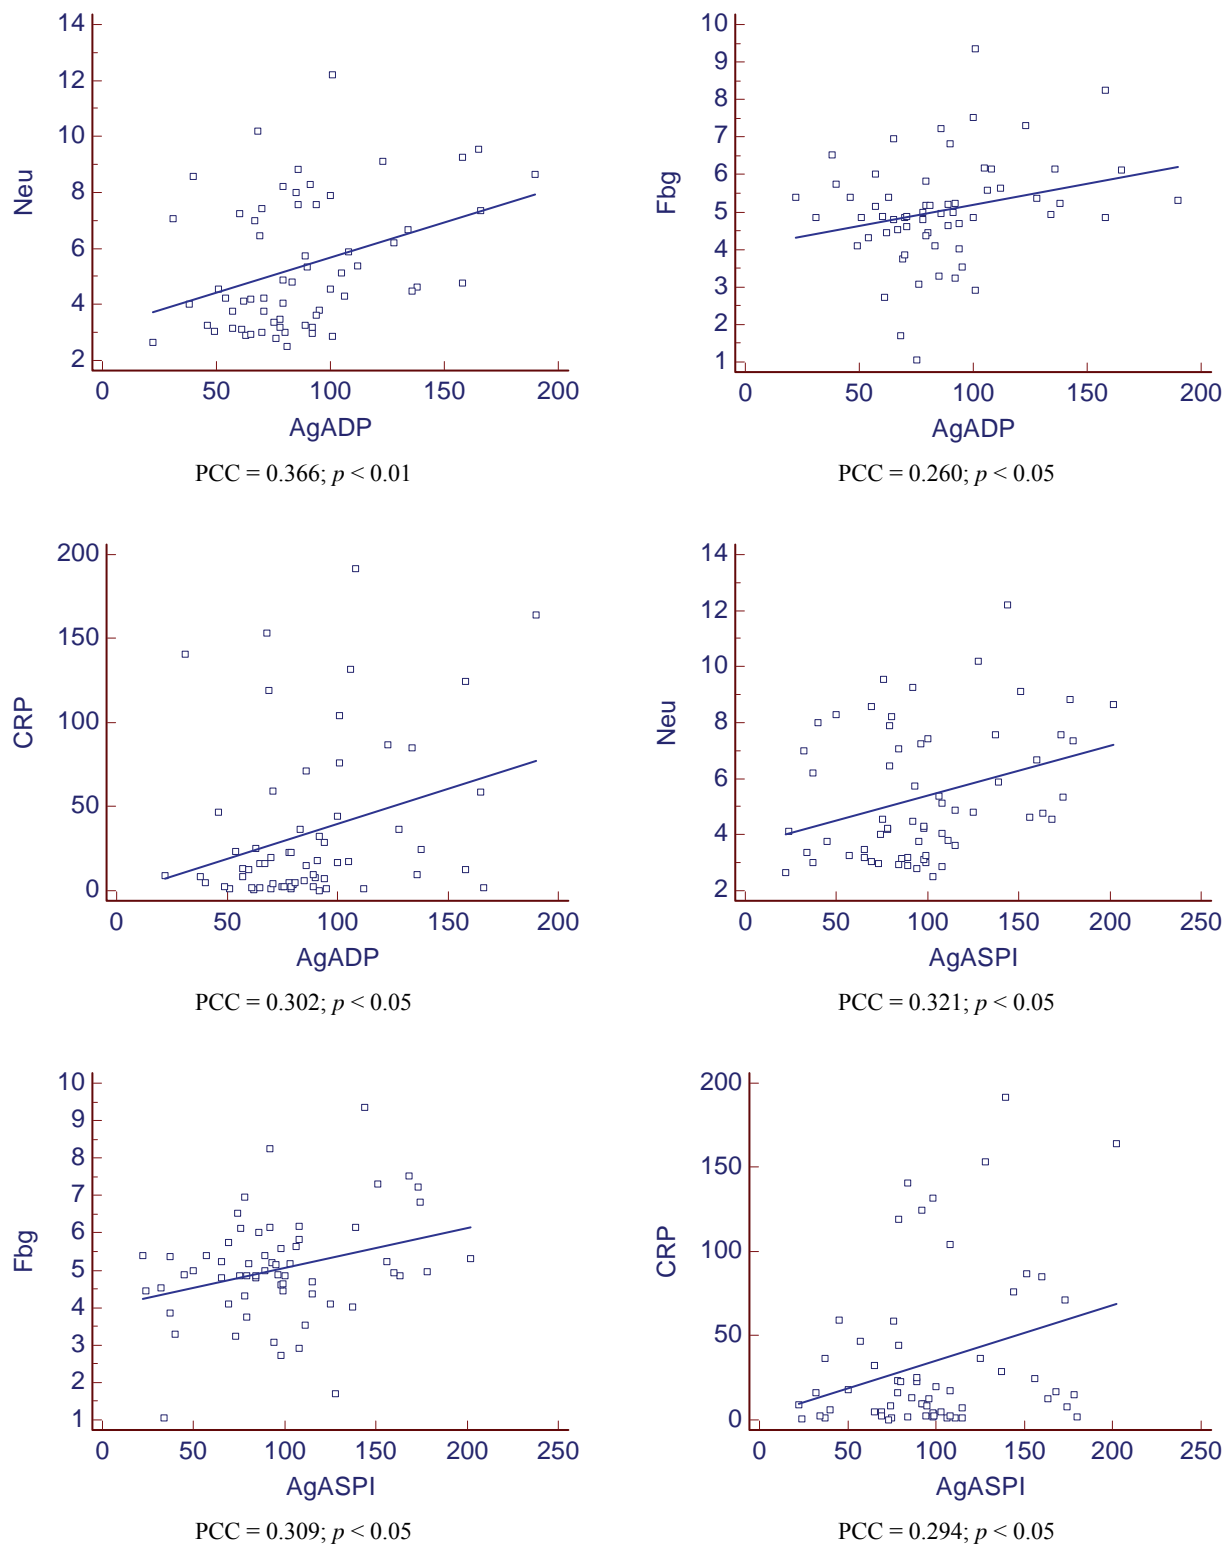 14
12
10
8
6
4
2
Neu
0 50 100 150 200
AgADP
PCC = 0.366; p < 0.01
10
9
8
7
6
5
4
3
2
1
Fbg
0 50 100 150 200
AgADP
PCC = 0.260; p < 0.05
200
150
100
50
0
CRP
0 50 100 150 200
AgADP
PCC = 0.302; p < 0.05
14
12
10
8
6
4
2
Neu
0 50 100 150 200 250
AgASPI
PCC = 0.321; p < 0.05
10
9
8
7
6
5
4
3
2
1
Fbg
0 50 100 150 200 250
AgASPI
PCC = 0.309; p < 0.05
200
150
100
50
0
CRP
0 50 100 150 200 250
AgASPI
PCC = 0.294; p < 0.05